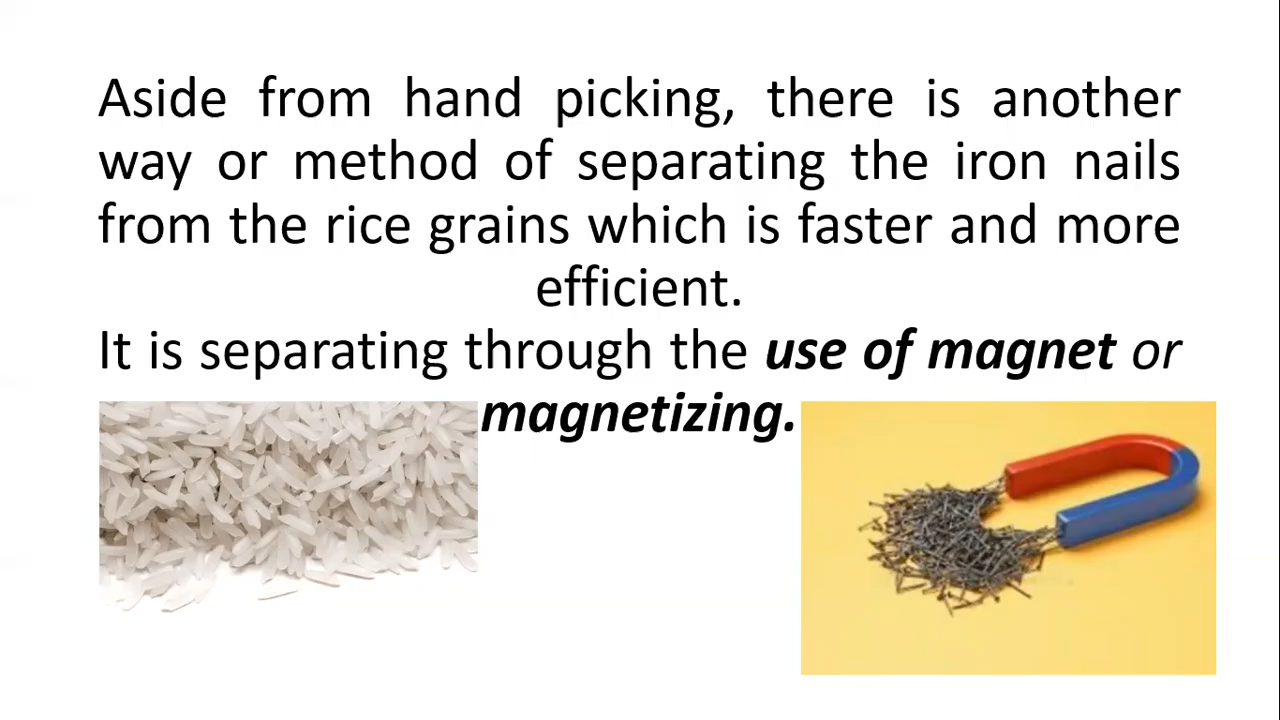 Aside from hand picking, there is another
way or method of separating the iron nails
from the rice grains which is faster and more
efficient.
It is separating through the use of magnet or
magnetizing.